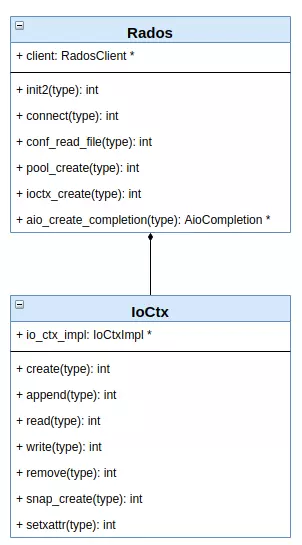 Rados
+ client: RadosClient *
+ init2(type): int
+ connect(type): int
+ conf_read_file(type): int
+ pool_create(type): int
+ ioctx_create(type): int
+ aio_create_completion(type): AioCompletion *
IoCtx
+ io_ctx_impl: IoCtxImpl *
+ create(type): int
+ append(type): int
+ read(type): int
+ write(type): int
+ remove(type): int
+ snap_create(type): int
+ setxattr(type): int